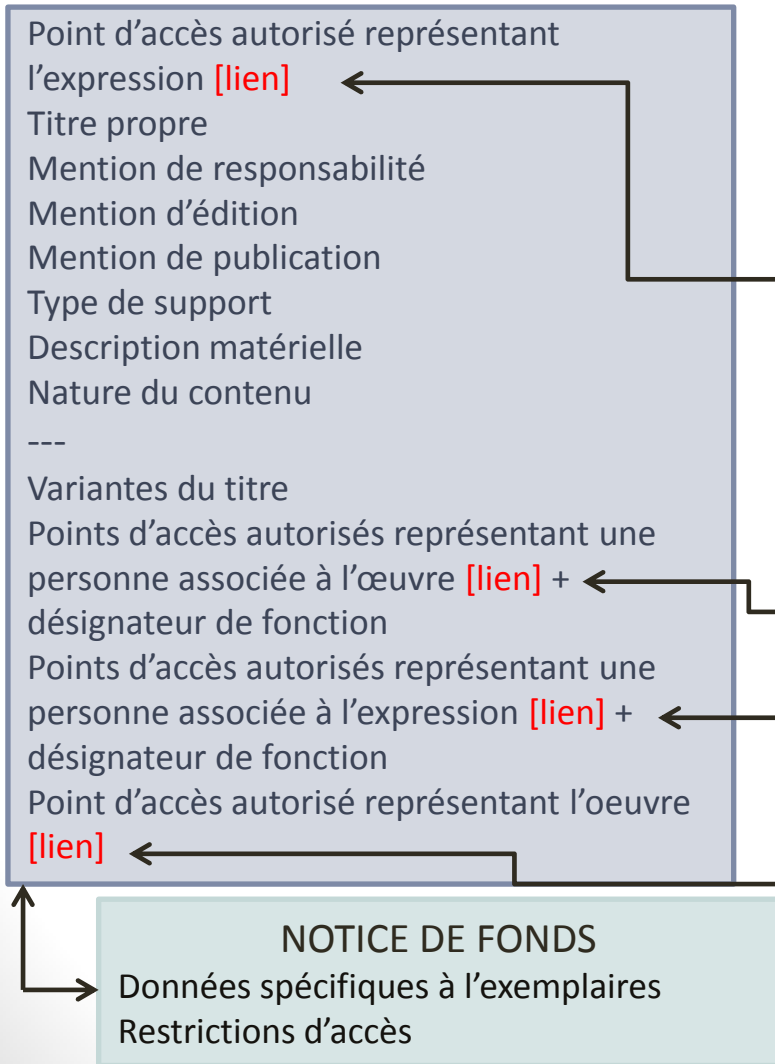 Point d’accès autorisé représentant
l’expression [lien]
Titre propre
Mention de responsabilité
Mention d’édition
Mention de publication
Type de support
Description matérielle
Nature du contenu
---
Variantes du titre
Points d’accès autorisés représentant une
personne associée à l’œuvre [lien] +
désignateur de fonction
Points d’accès autorisés représentant une
personne associée à l’expression [lien] +
désignateur de fonction
Point d’accès autorisé représentant l’oeuvre
[lien]
NOTICE DE FONDS
Données spécifiques à l’exemplaires
Restrictions d’accès